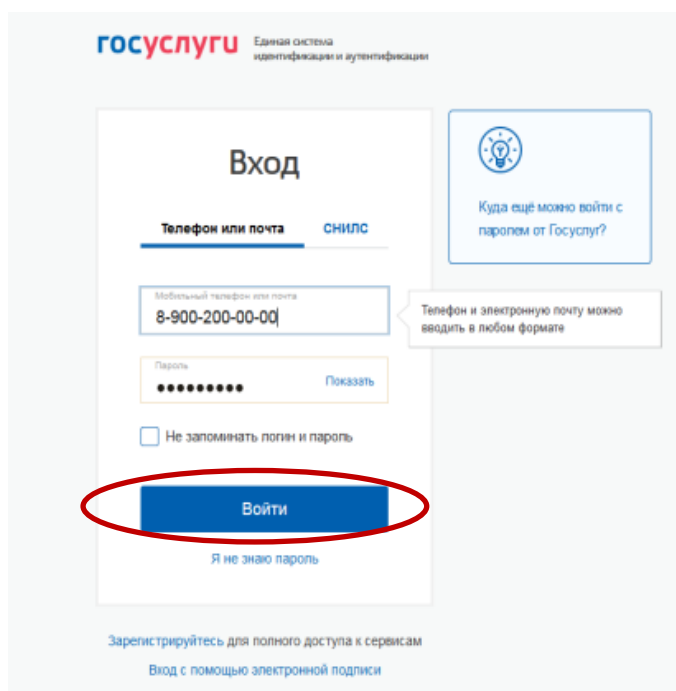 госуслуги
Единая система
идентификации и аутентификации
Вход
Телефон или почта СНИЛС
Мобильный телефон или почта
8-900-200-00-00
Пароль
●●●●●●●●● Показать
Не запоминать логин и пароль
Войти
Я не знаю пароль
Куда ещё можно войти с
паролем от Госуслуг?
Телефон и электронную почту можно
вводить в любом формате
Зарегистрируйтесь для полного доступа к сервисам
Вход с помощью электронной подписи